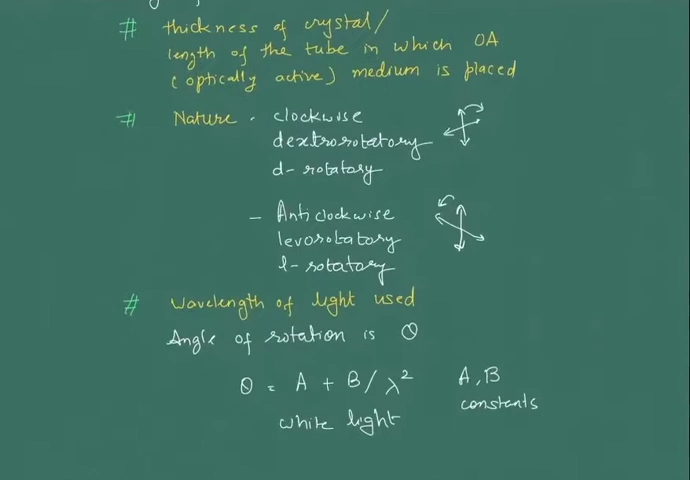 # thickness of crystal/
length of the tube in which OA
(optically active) medium is placed
# Nature - clockwise
dextrorotatory
d- rotatory
- Anticlockwise
levorotatory
l- rotatory
# Wavelength of light used
Angle of rotation is θ
θ = A + B/λ² A, B
white light constants